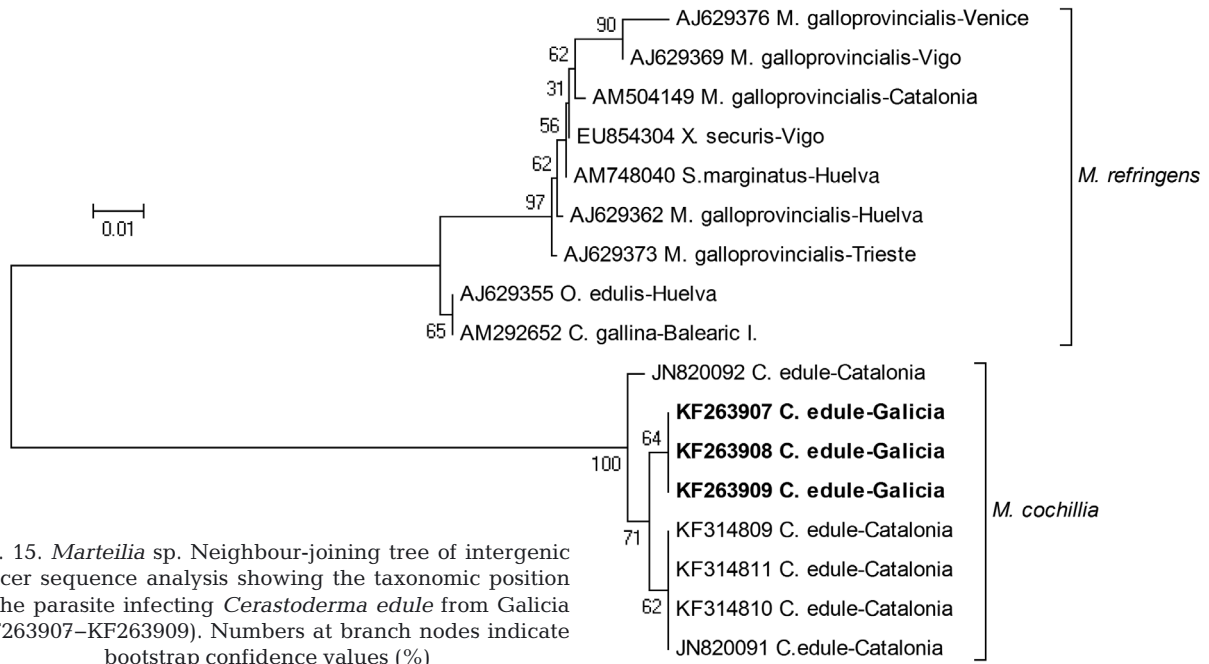 90
AJ629376 M. galloprovincialis-Venice
62
AJ629369 M. galloprovincialis-Vigo
31
AM504149 M. galloprovincialis-Catalonia
56
EU854304 X. securis-Vigo
62
AM748040 S.marginatus-Huelva
M. refringens
97
AJ629362 M. galloprovincialis-Huelva
0.01
AJ629373 M. galloprovincialis-Trieste
AJ629355 O. edulis-Huelva
65
AM292652 C. gallina-Balearic I.
JN820092 C. edule-Catalonia
KF263907 C. edule-Galicia
64
KF263908 C. edule-Galicia
100
KF263909 C. edule-Galicia
M. cochillia
71
KF314809 C. edule-Catalonia
KF314811 C. edule-Catalonia
62
KF314810 C. edule-Catalonia
JN820091 C.edule-Catalonia
. 15. Marteilia sp. Neighbour-joining tree of intergenic
cer sequence analysis showing the taxonomic position
he parasite infecting Cerastoderma edule from Galicia
263907–KF263909). Numbers at branch nodes indicate
bootstrap confidence values (%)